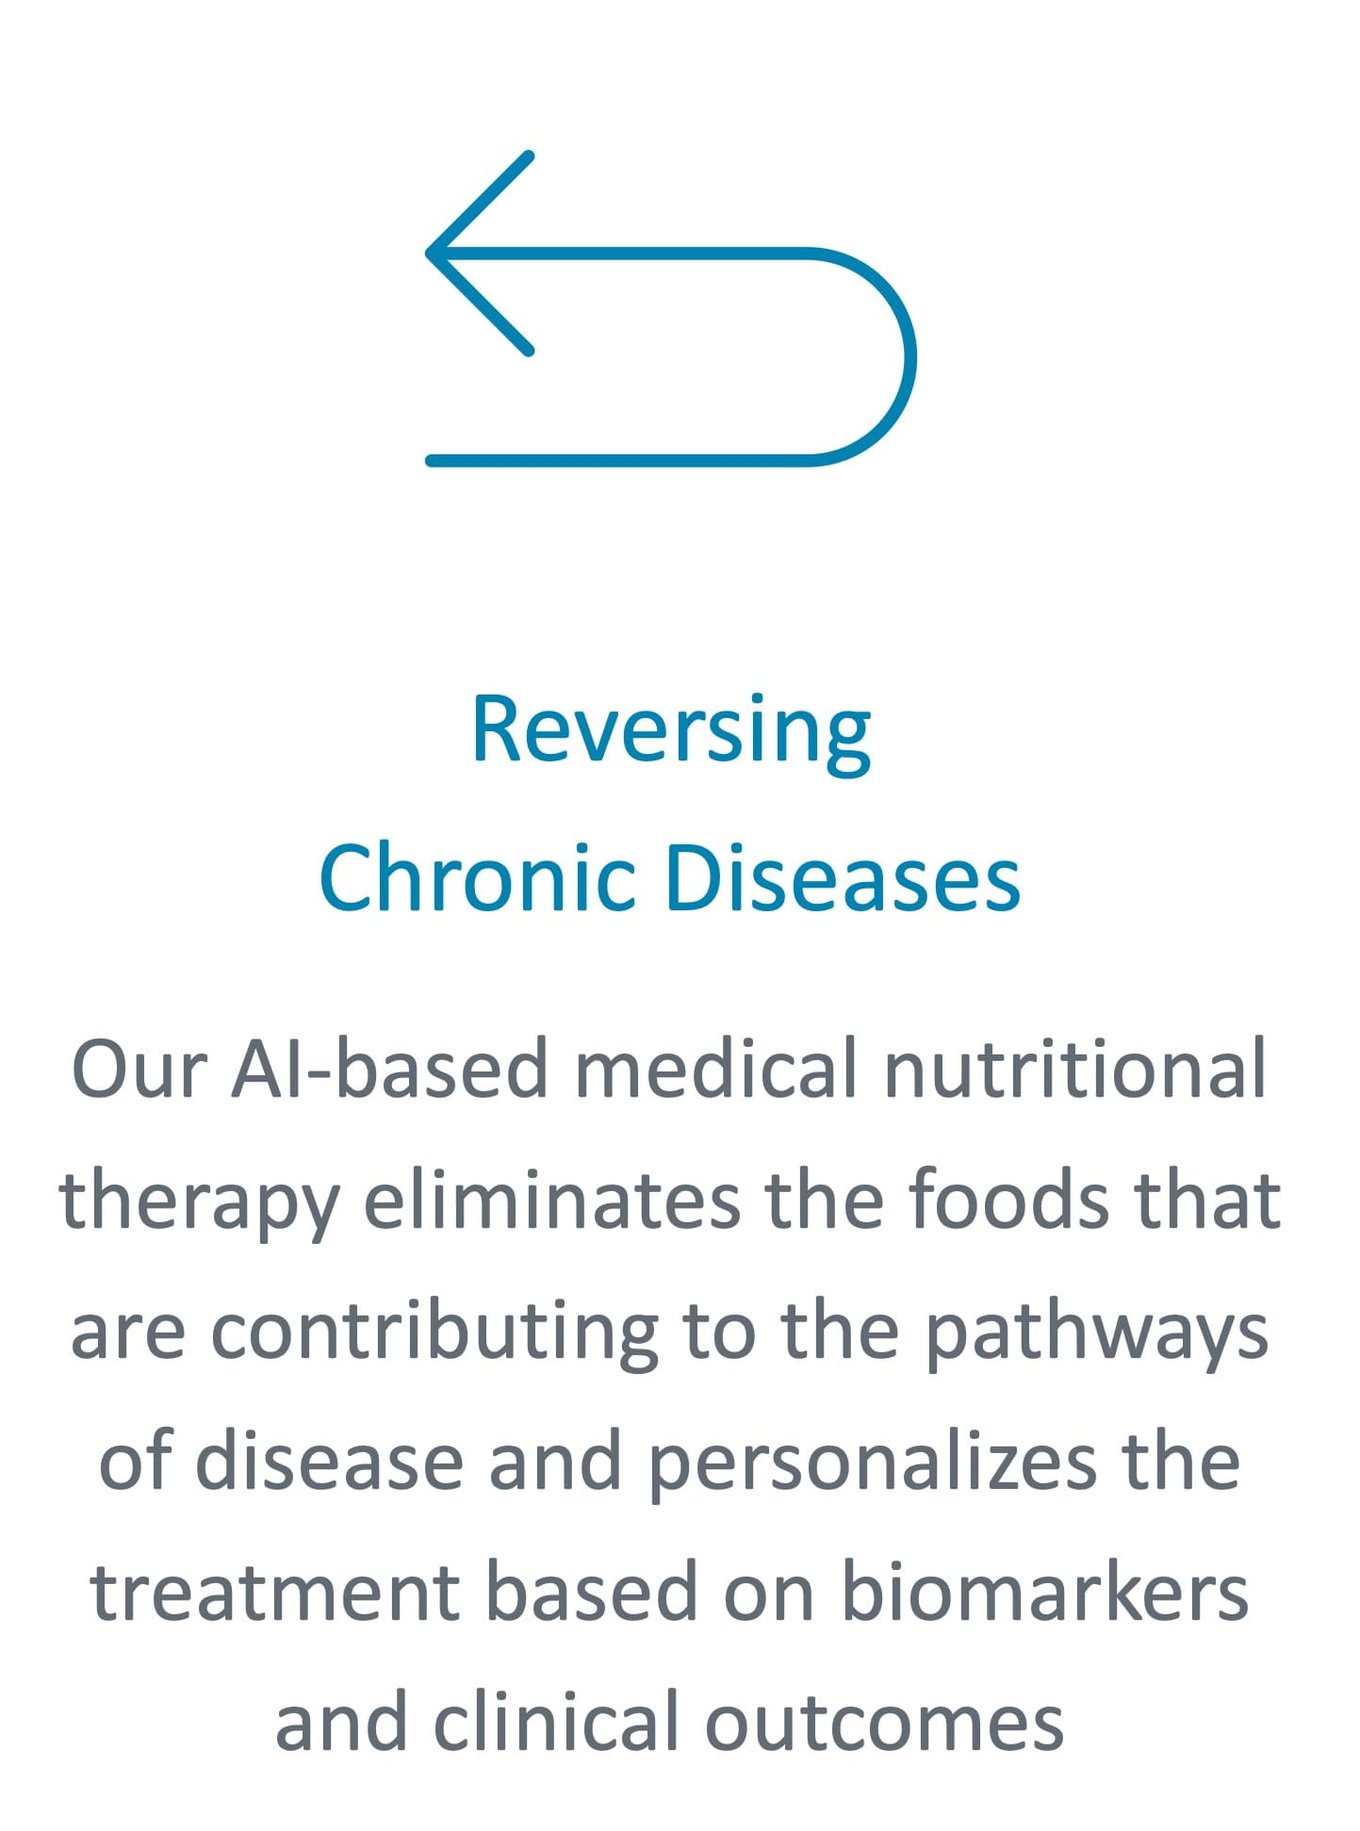 Reversing
Chronic Diseases
Our AI-based medical nutritional
therapy eliminates the foods that
are contributing to the pathways
of disease and personalizes the
treatment based on biomarkers
and clinical outcomes